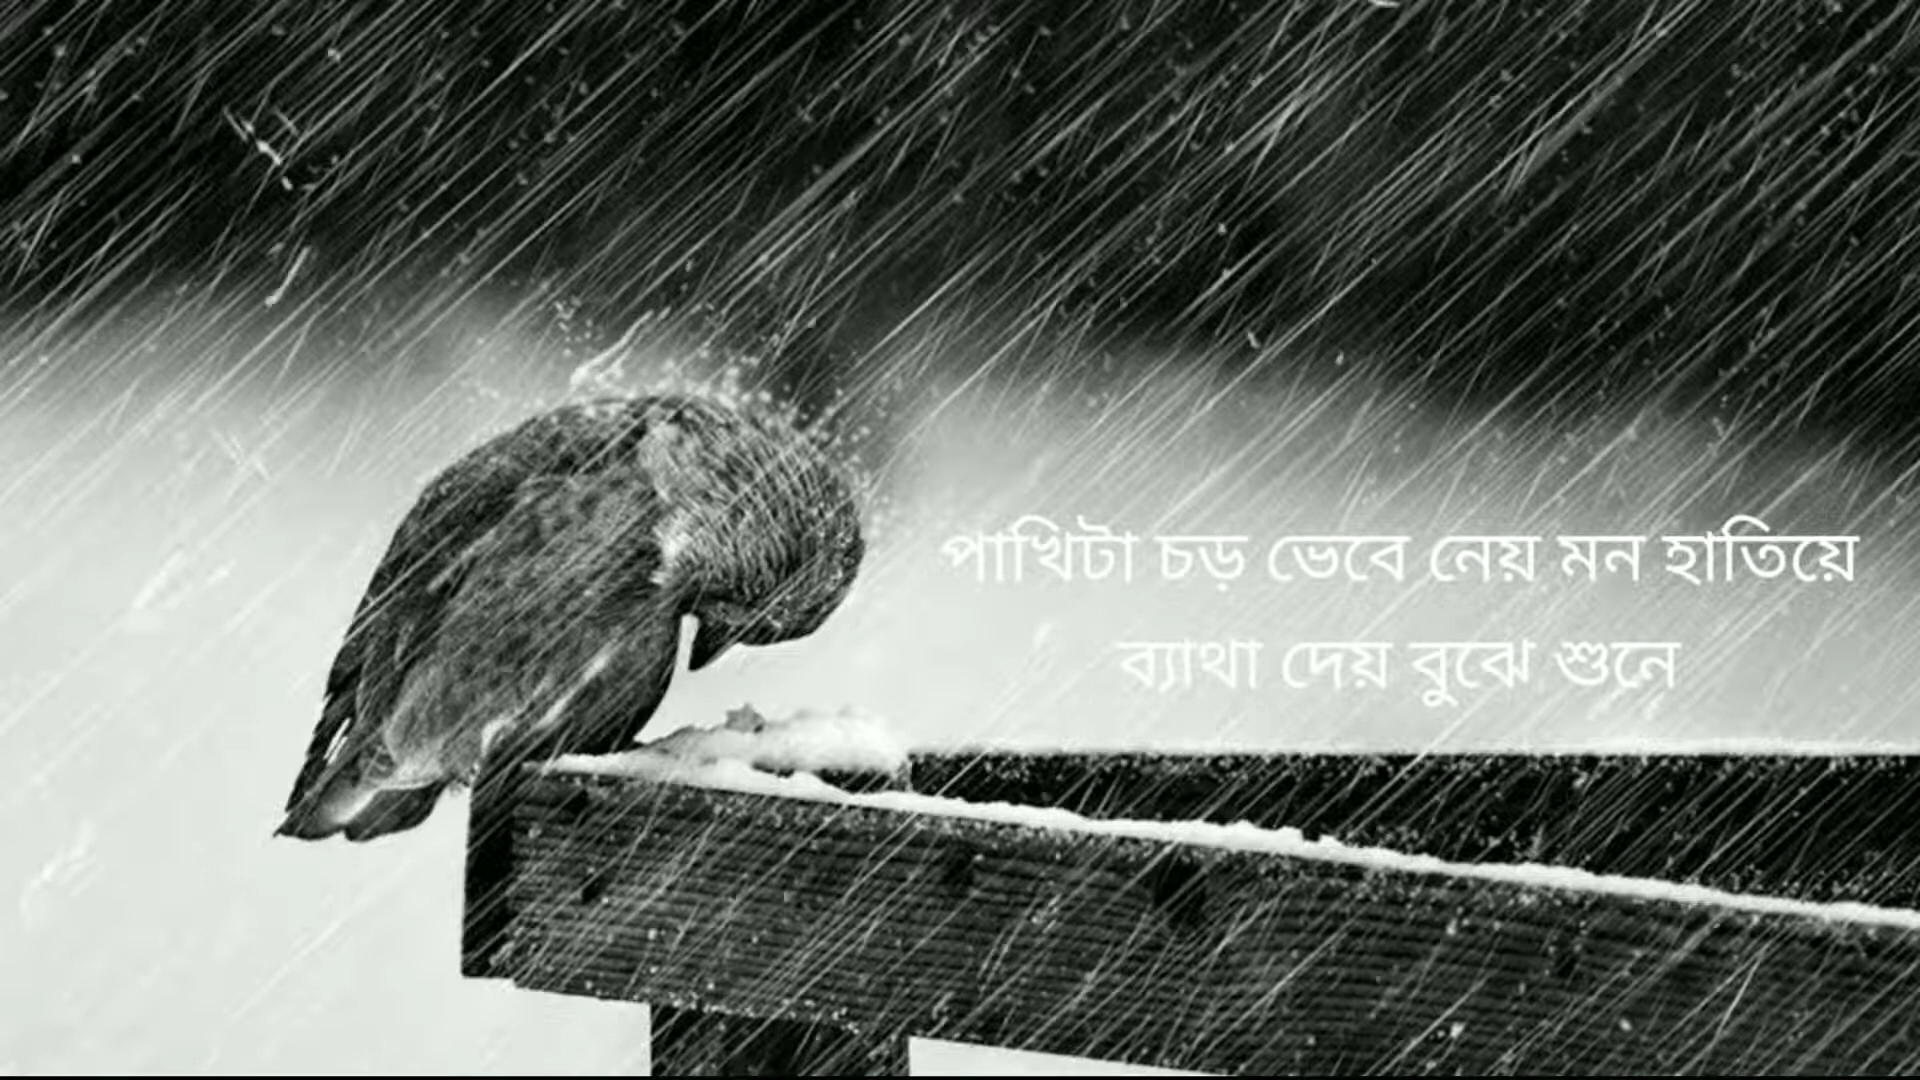 পাখিটা চড় ভেবে নেয় মন হাতিয়ে
ব্যাথা দেয় বুঝে শুনে